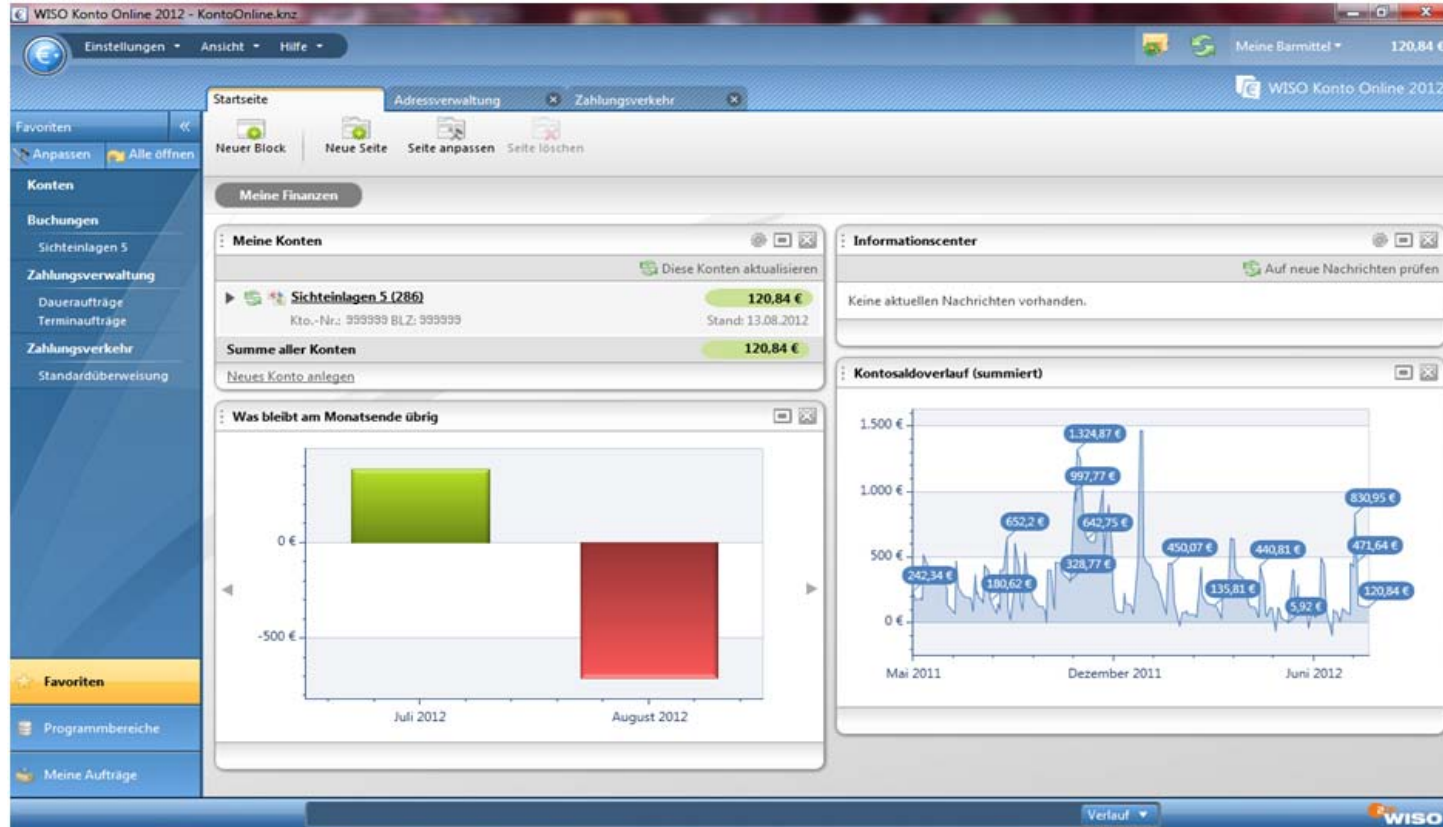 WISO Konto Online 2012 - KontoOnline.knz
Einstellungen Ansicht Hilfe
Meine Barmittel 120,84 €
WISO Konto Online 2012
Startseite Adressverwaltung Zahlungsverkehr
Favoriten
Anpassen Alle öffnen
Neuer Block Neue Seite Seite anpassen Seite löschen
Konten
Buchungen
Sichteinlagen 5
Zahlungsverwaltung
Daueraufträge
Terminaufträge
Zahlungsverkehr
Standardüberweisung
Meine Finanzen
Meine Konten
Diese Konten aktualisieren
Sichteinlagen 5 (286) 120,84 €
Kto.-Nr.: 999999 BLZ: 999999 Stand: 13.08.2012
Summe aller Konten 120,84 €
Neues Konto anlegen
Informationscenter
Auf neue Nachrichten prüfen
Keine aktuellen Nachrichten vorhanden.
Was bleibt am Monatsende übrig
0 €
-500 €
Juli 2012 August 2012
Kontosaldoverlauf (summiert)
1.500 €
1.324,87 €
997,77 €
1.000 €
830,95 €
652,2 € 642,75 €
500 €
450,07 € 440,81 € 471,64 €
328,77 €
242,34 € 180,62 € 135,81 € 120,84 €
5,92 €
0 €
Mai 2011 Dezember 2011 Juni 2012
Favoriten
Programmbereiche
Meine Aufträge
Verlauf
WISO